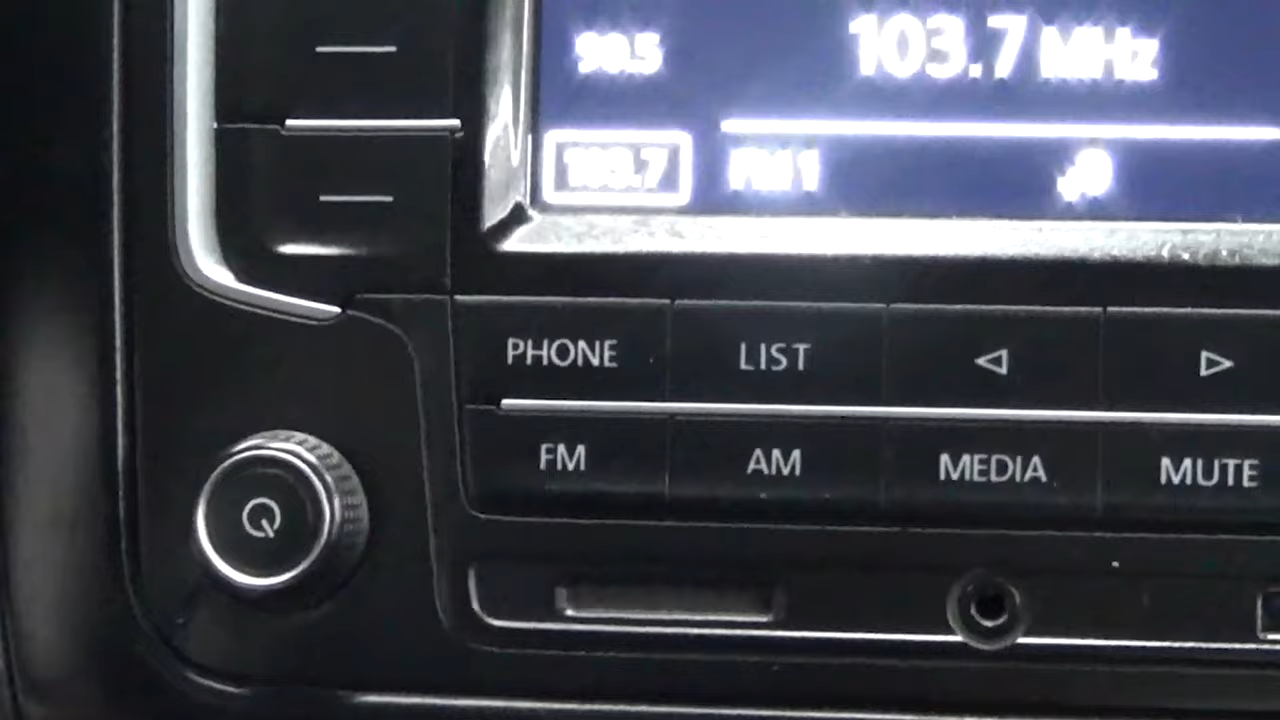 98.5
103.7 MHz
103.7
FM1
PHONE
LIST
FM
AM
MEDIA
MUTE